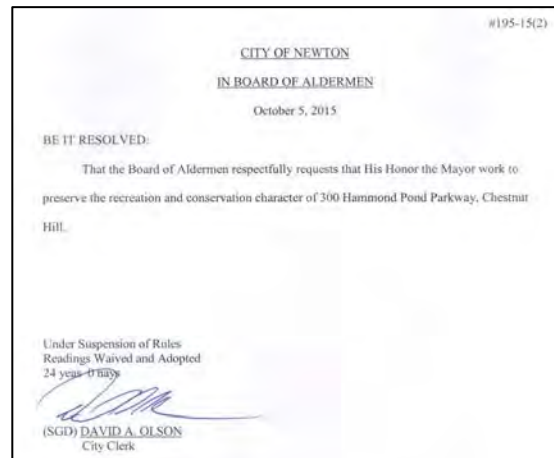 #195-15(2)
CITY OF NEWTON
IN BOARD OF ALDERMEN
October 5, 2015
BE IT RESOLVED:
That the Board of Aldermen respectfully requests that His Honor the Mayor work to
preserve the recreation and conservation character of 300 Hammond Pond Parkway, Chestnut
Hill.
Under Suspension of Rules
Readings Waived and Adopted
24 yeas 0 nays
(SGD) DAVID A. OLSON
City Clerk